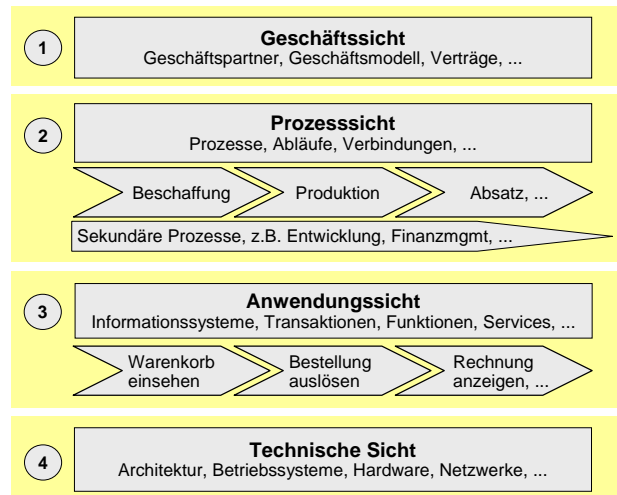 1
Geschäftssicht
Geschäftspartner, Geschäftsmodell, Verträge, ...
2
Prozesssicht
Prozesse, Abläufe, Verbindungen, ...
Beschaffung
Produktion
Absatz, ...
Sekundäre Prozesse, z.B. Entwicklung, Finanzmgmt, ...
3
Anwendungssicht
Informationssysteme, Transaktionen, Funktionen, Services, ...
Warenkorb
einsehen
Bestellung
auslösen
Rechnung
anzeigen, ...
4
Technische Sicht
Architektur, Betriebssysteme, Hardware, Netzwerke, ...